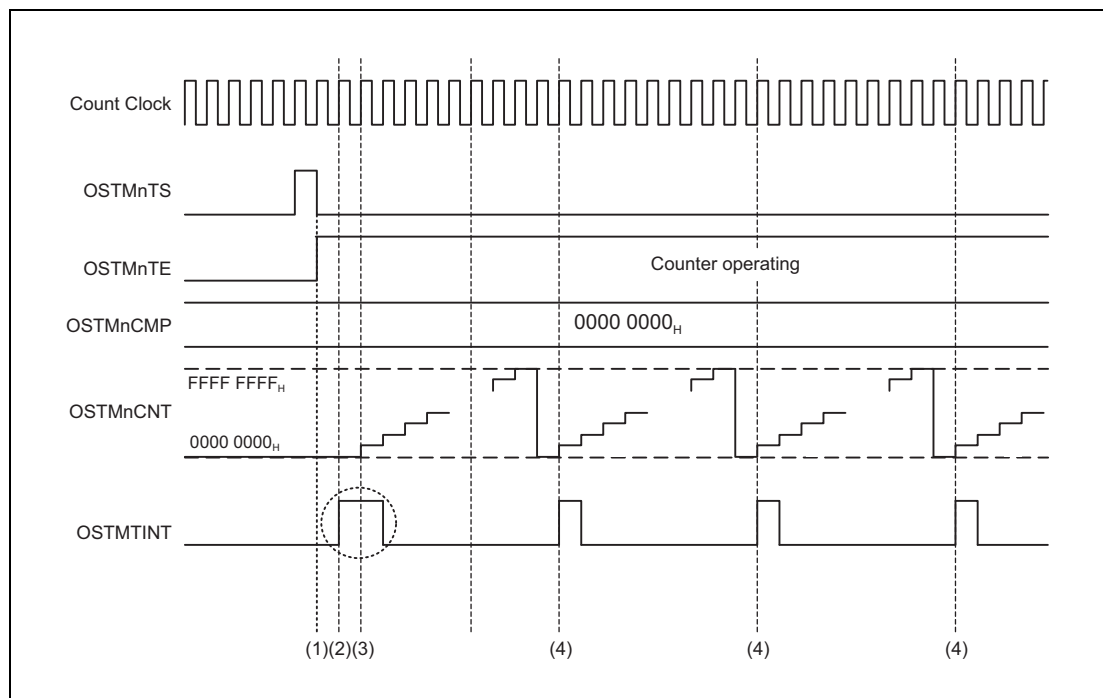 Count Clock
OSTMnTS
OSTMnTE
Counter operating
OSTMnCMP
0000 0000H
FFFF FFFFH
OSTMnCNT
0000 0000H
OSTMTINT
(1)(2)(3)
(4)
(4)
(4)